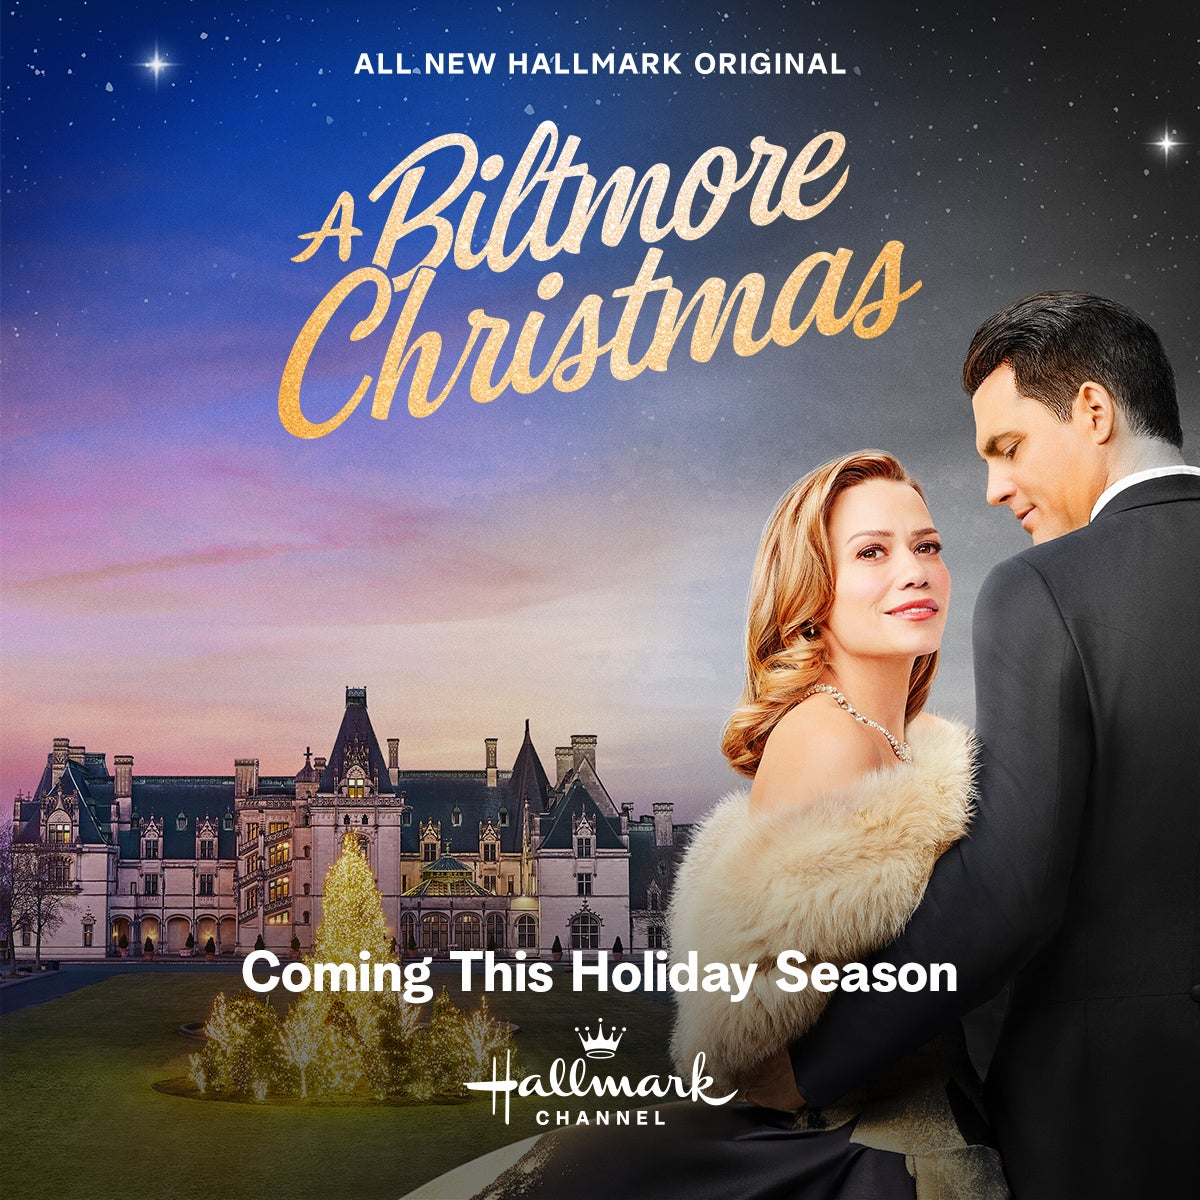 ALL NEW HALLMARK ORIGINAL
A Biltmore
Christmas
Coming This Holiday Season
Hallmark
CHANNEL